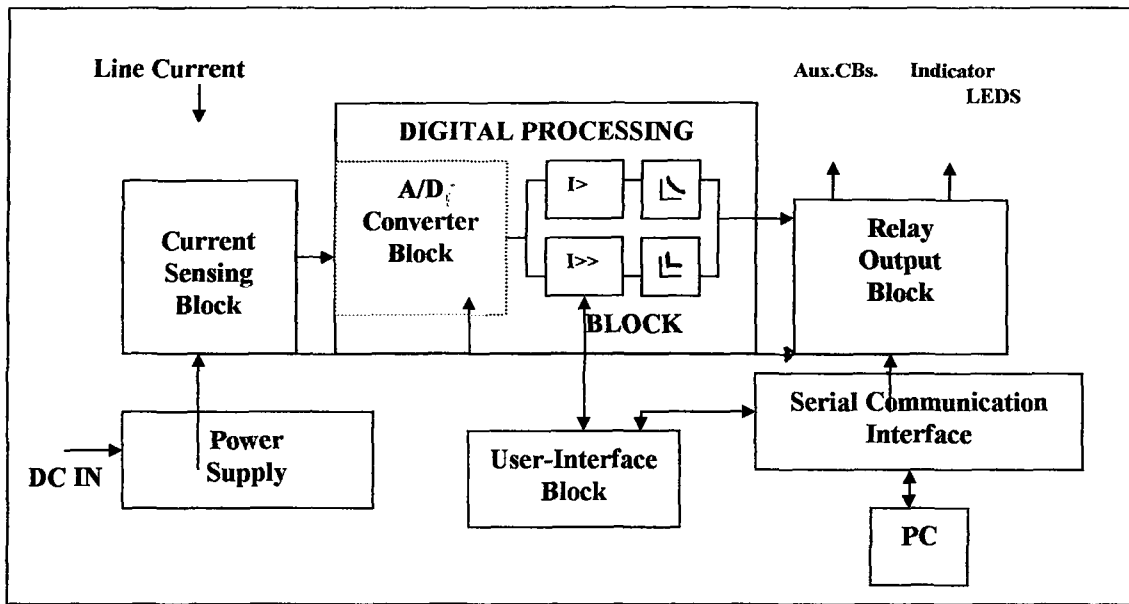 Line Current
Aux.CBs. Indicator
LEDS
DIGITAL PROCESSING
A/D
Converter
Block
I>
I>>
BLOCK
Current
Sensing
Block
Relay
Output
Block
Power
Supply
DC IN
User-Interface
Block
Serial Communication
Interface
PC